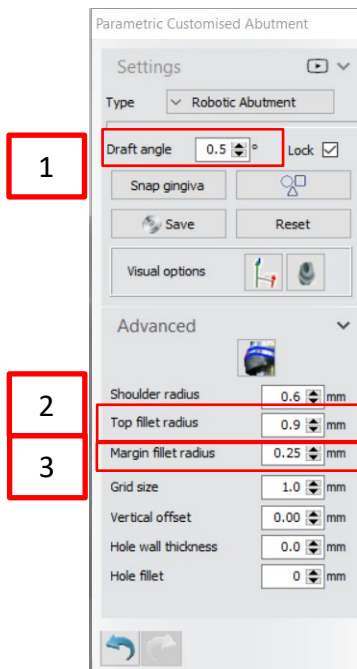 Parametric Customised Abutment
Settings
Type Robotic Abutment
1
Draft angle 0.5 ° Lock
Snap gingiva
Save Reset
Visual options
Advanced
Shoulder radius 0.6 mm
2
Top fillet radius 0.9 mm
3
Margin fillet radius 0.25 mm
Grid size 1.0 mm
Vertical offset 0.00 mm
Hole wall thickness 0.0 mm
Hole fillet 0 mm